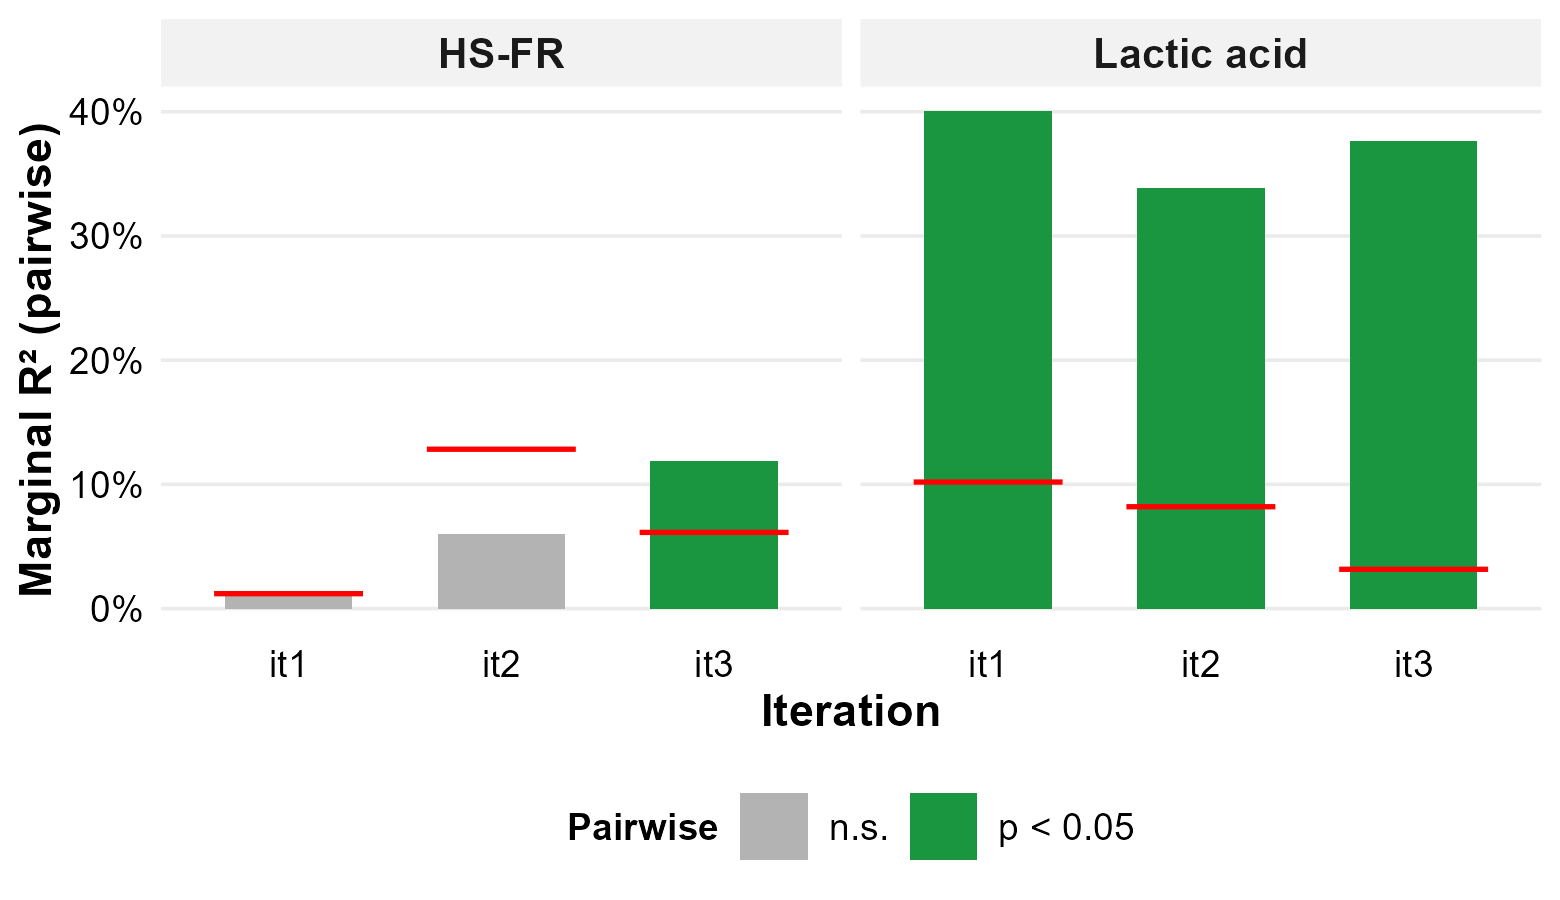 HS-FR
Lactic acid
Marginal R² (pairwise)
40%
30%
20%
10%
0%
it1
it2
it3
it1
it2
it3
Iteration
Pairwise
n.s.
p < 0.05